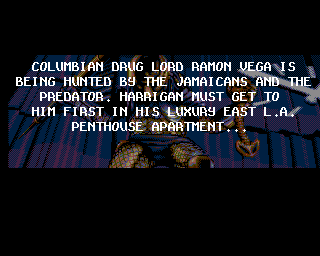 COLUMBIAN DRUG LORD RAMON VEGA IS
BEING HUNTED BY THE JAMAICANS AND THE
PREDATOR. HARRIGAN MUST GET TO
HIM FIRST IN HIS LUXURY EAST L.A.
PENTHOUSE APARTMENT...